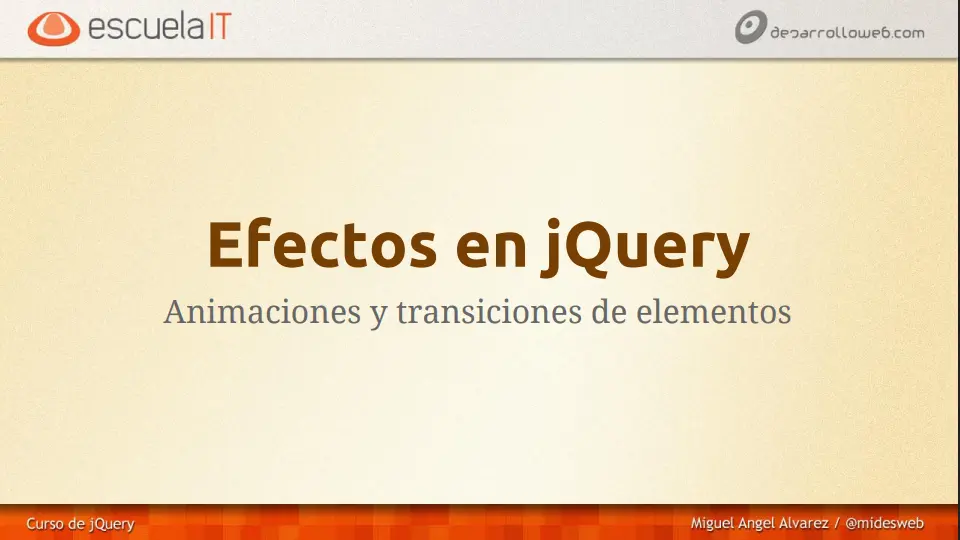 escuelaIT
desarrolloweb.com
Efectos en jQuery
Animaciones y transiciones de elementos
Curso de jQuery
Miguel Angel Alvarez / @midesweb